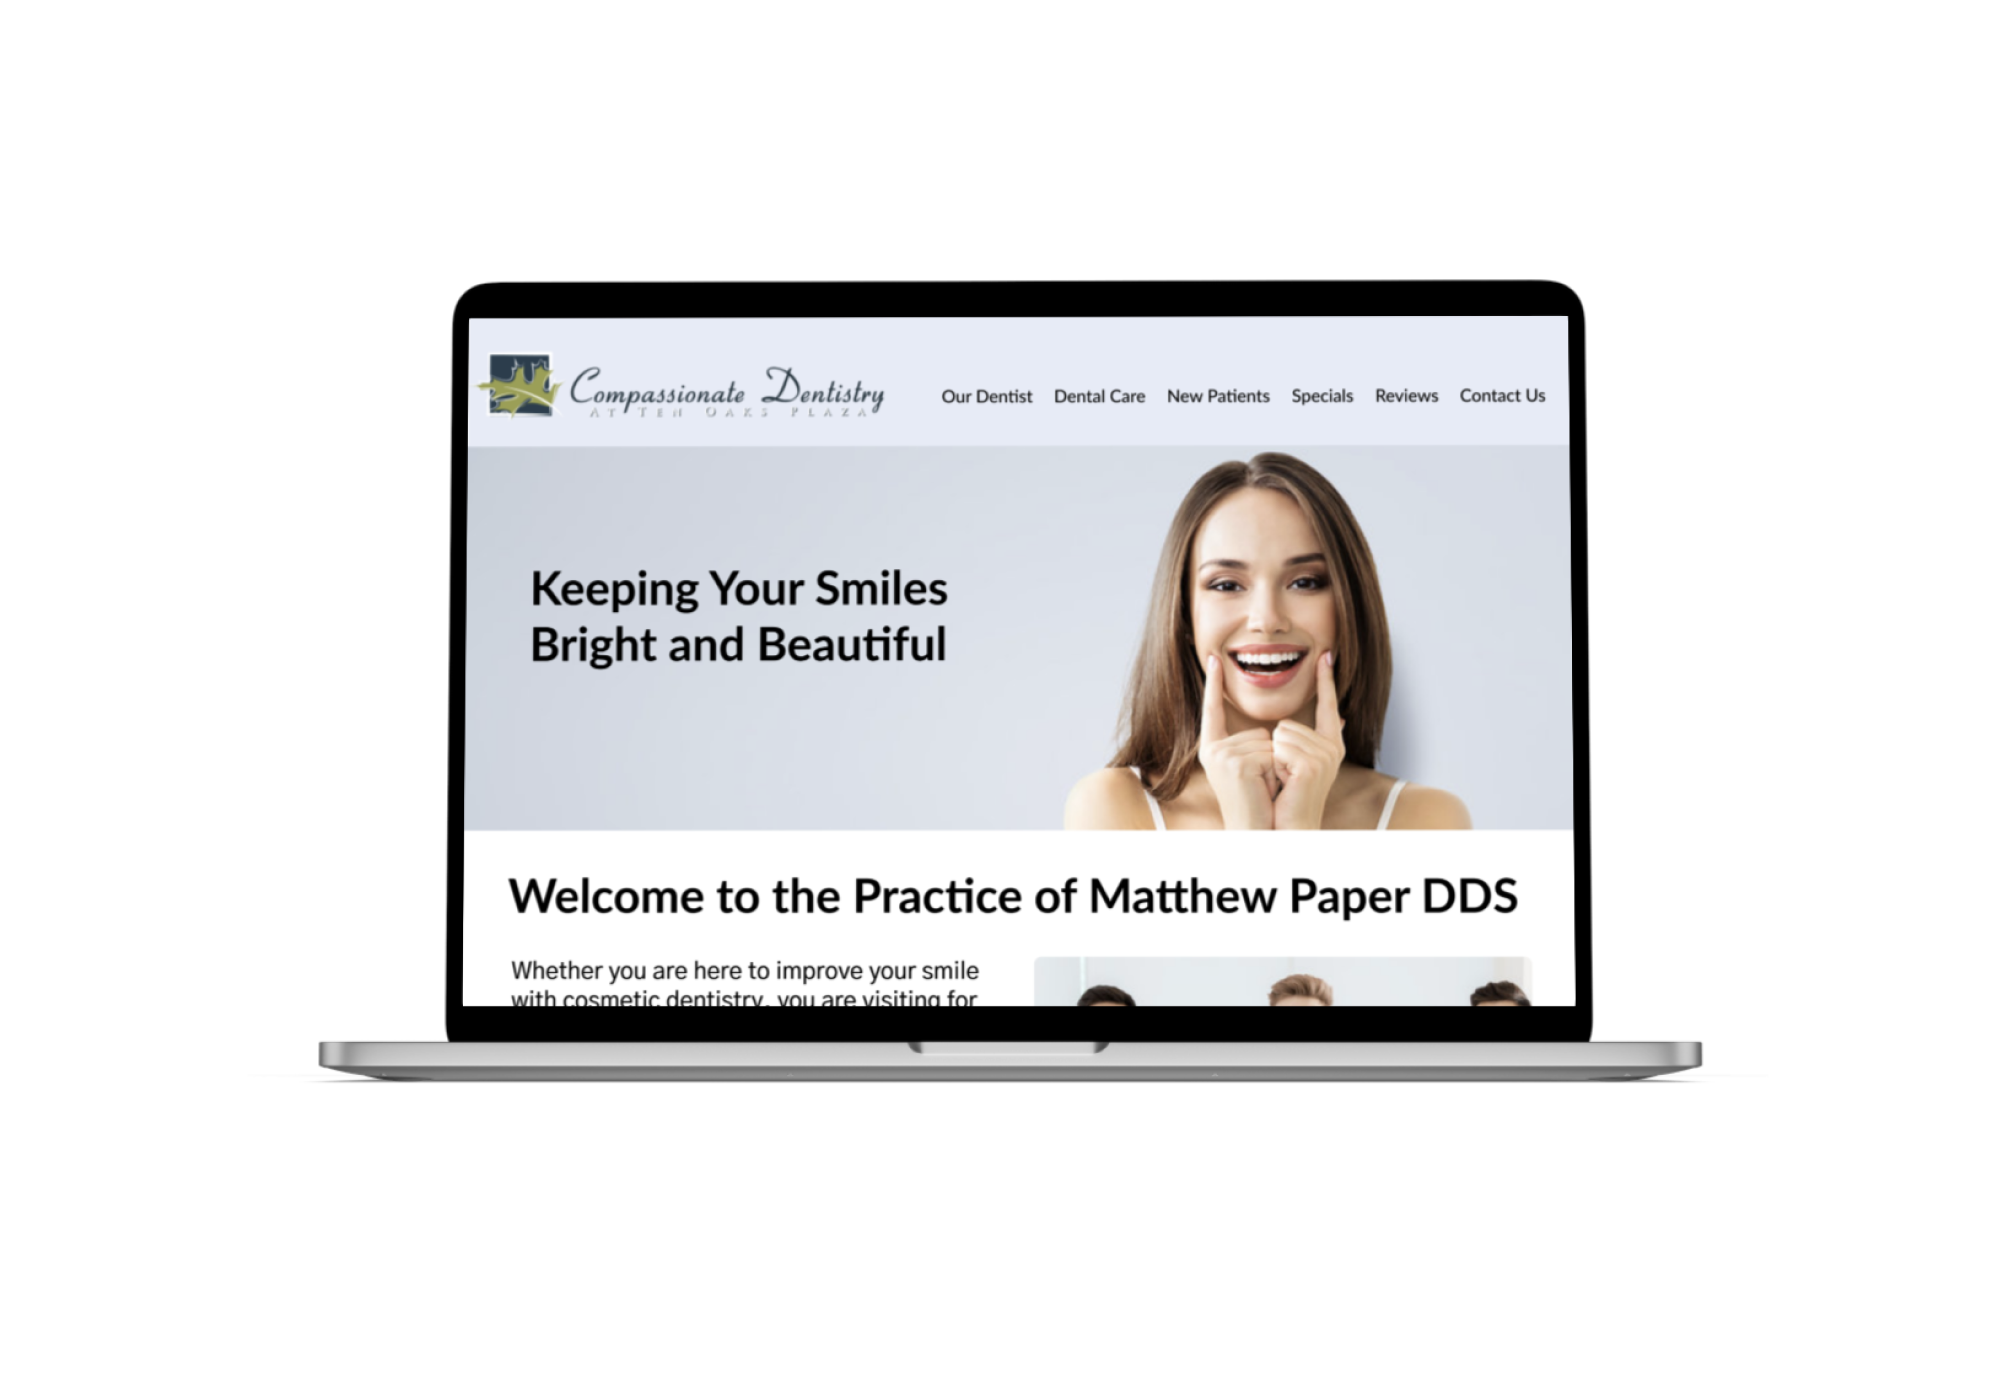 Compassionate Dentistry
AT TEN OAKS PLAZA
Our Dentist Dental Care New Patients Specials Reviews Contact Us
Keeping Your Smiles
Bright and Beautiful
Welcome to the Practice of Matthew Paper DDS
Whether you are here to improve your smile
with cosmetic dentistry, you are visiting for